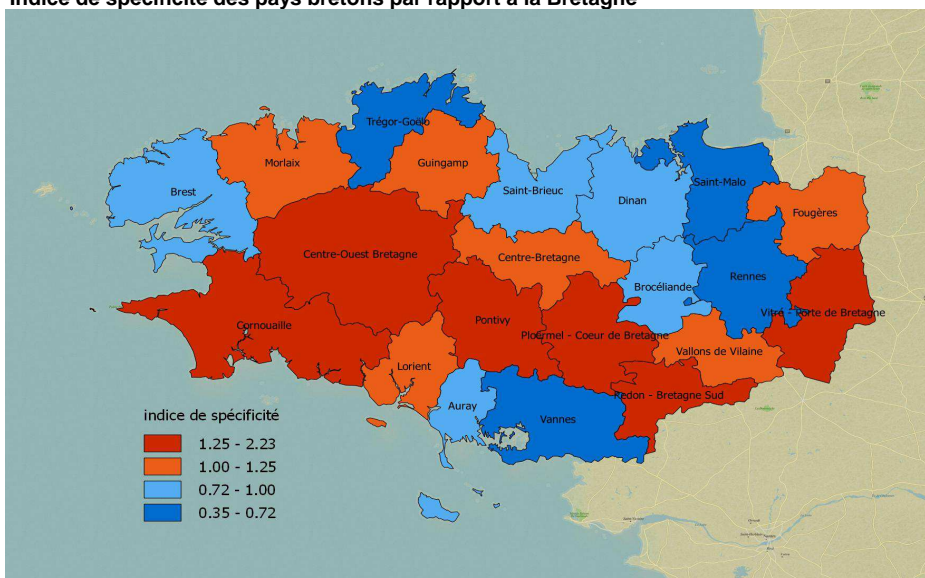 Indice de spécificité des pays bretons par rapport à la Bretagne
Trégor-Goëlo
Morlaix
Guingamp
Brest
Saint-Brieuc
Saint-Malo
Dinan
Fougères
Centre-Ouest Bretagne
Centre-Bretagne
Rennes
Brocéliande
Vitré - Porte de Bretagne
Pontivy
Cornouaille
Ploërmel - Coeur de Bretagne
Vallons de Vilaine
Lorient
Redon - Bretagne Sud
Auray
Vannes
indice de spécificité
1.25 - 2.23
1.00 - 1.25
0.72 - 1.00
0.35 - 0.72